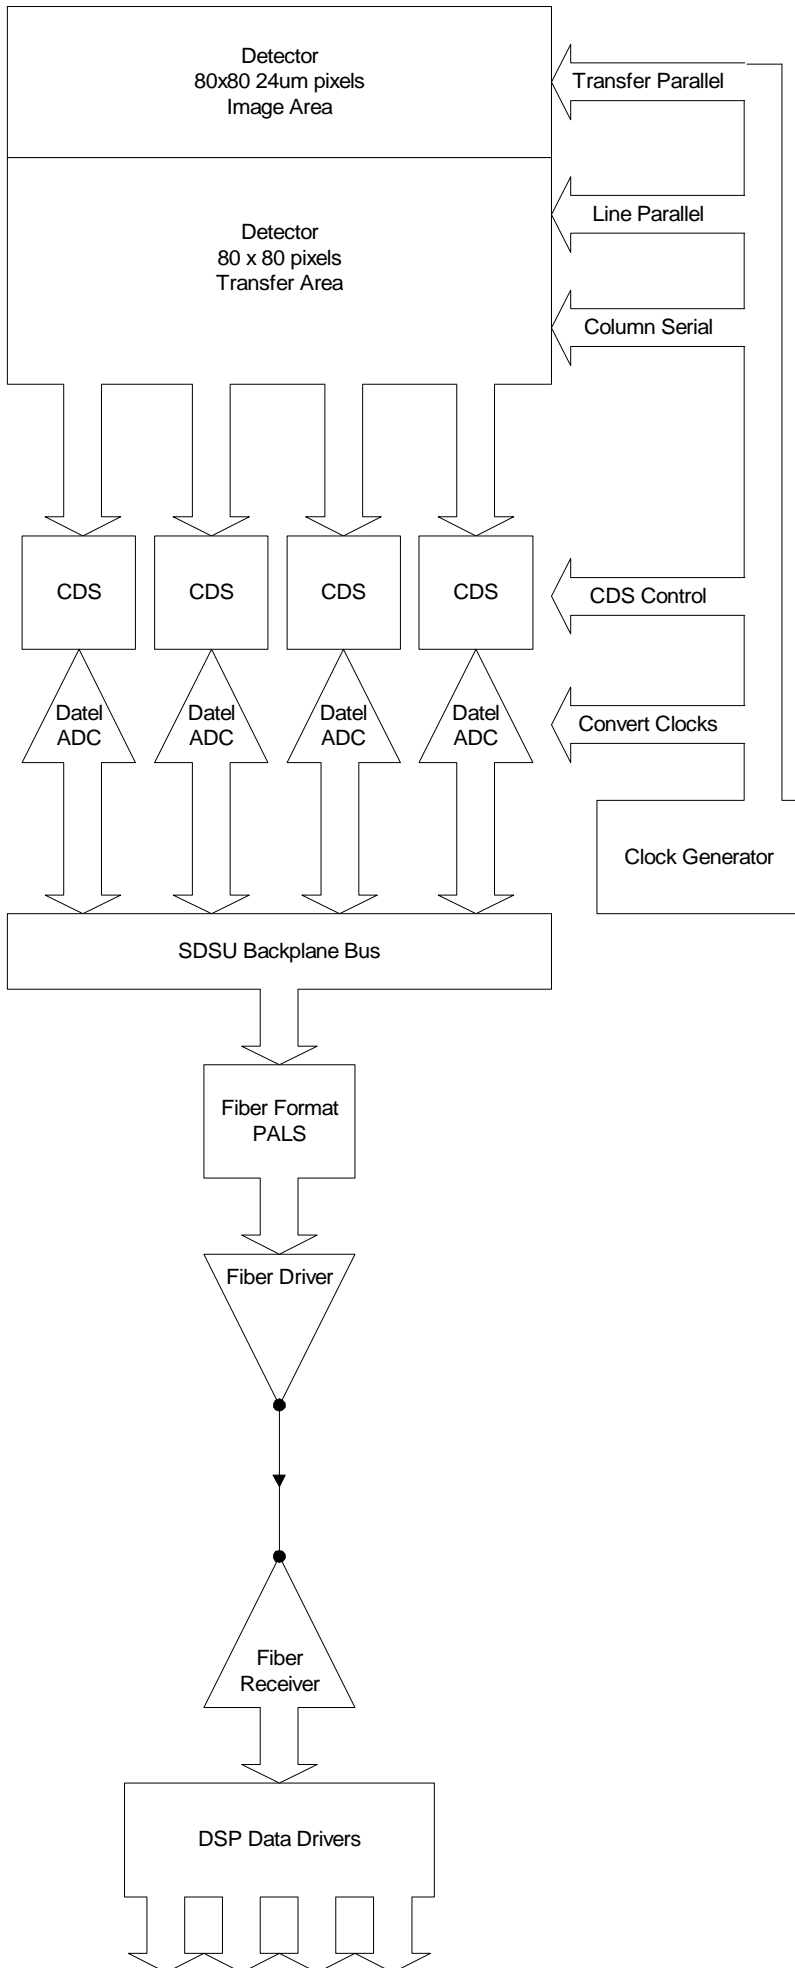 Detector
80x80 24um pixels
Image Area
Transfer Parallel
Line Parallel
Detector
80 x 80 pixels
Transfer Area
Column Serial
CDS
CDS
CDS
CDS
CDS Control
Datel
ADC
Datel
ADC
Datel
ADC
Datel
ADC
Convert Clocks
Clock Generator
SDSU Backplane Bus
Fiber Format
PALS
Fiber Driver
Fiber
Receiver
DSP Data Drivers